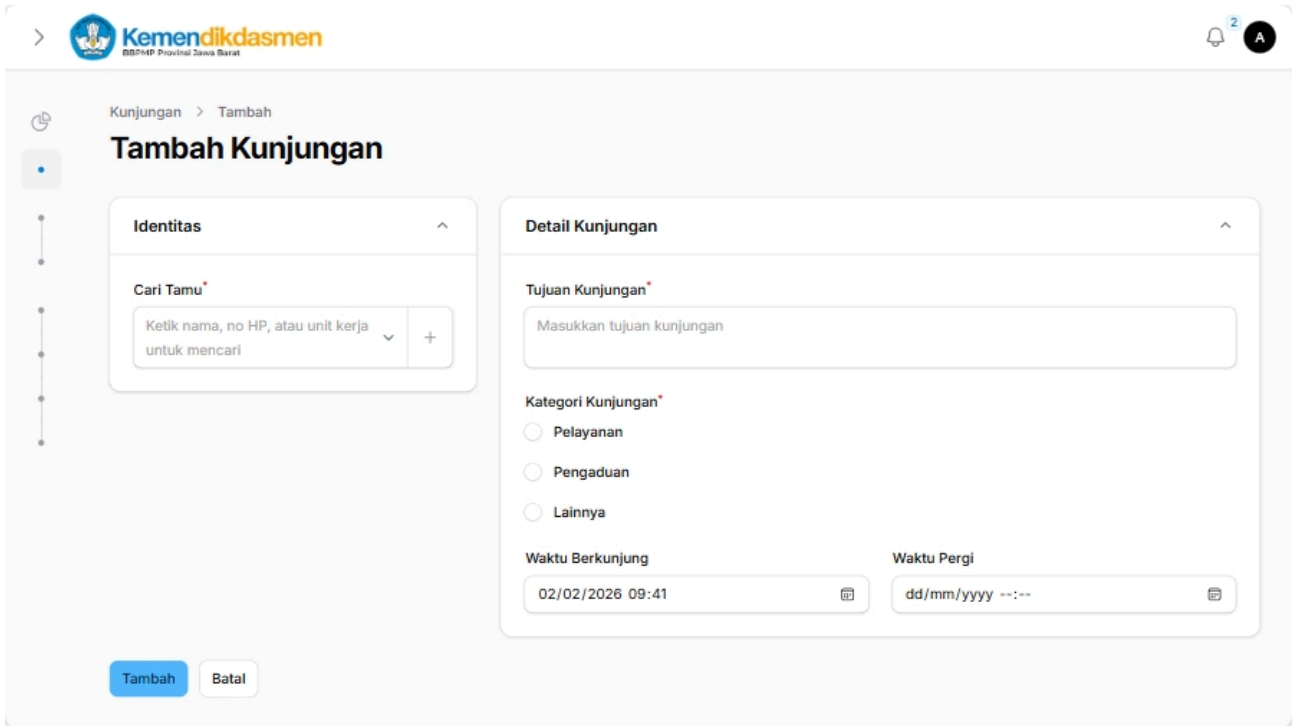 Kemendikdasmen
BBPMP Provinsi Jawa Barat
2
A
Kunjungan > Tambah
Tambah Kunjungan
Identitas
Cari Tamu*
Ketik nama, no HP, atau unit kerja
untuk mencari
+
Detail Kunjungan
Tujuan Kunjungan*
Masukkan tujuan kunjungan
Kategori Kunjungan*
Pelayanan
Pengaduan
Lainnya
Waktu Berkunjung
02/02/2026 09:41
Waktu Pergi
dd/mm/yyyy --:--
Tambah
Batal